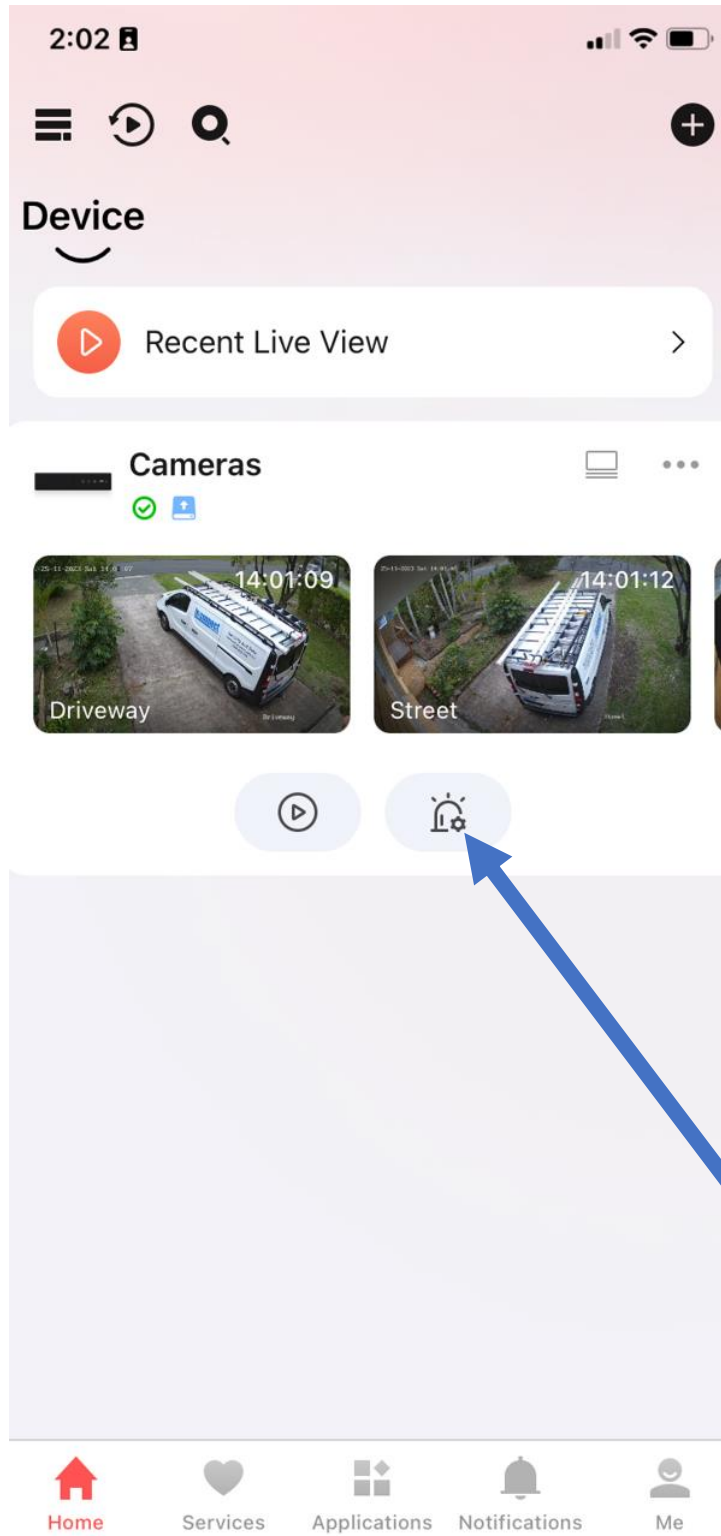 2:02
Device
Recent Live View
Cameras
14:01:09
Driveway
14:01:12
Street
Home Services Applications Notifications Me